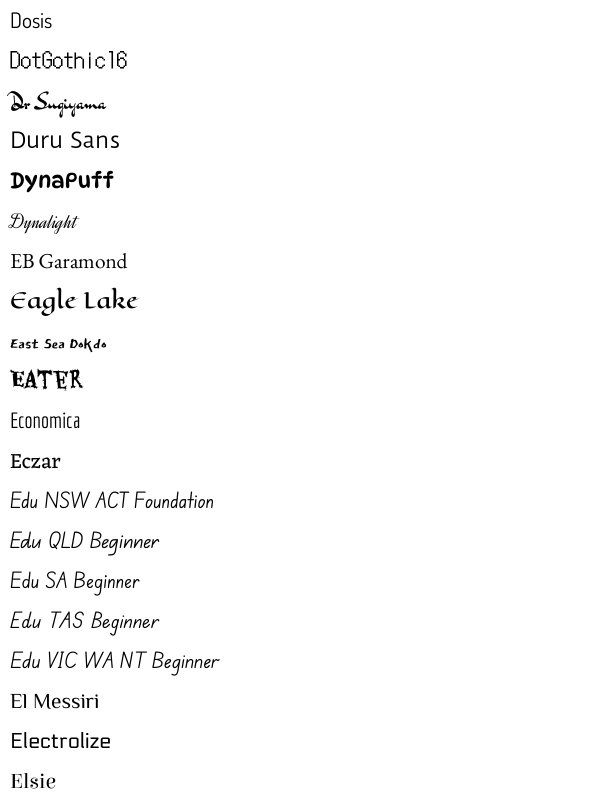 Dosis
DotGothic16
Dr Sugiyama
Duru Sans
DynaPuff
Dynalight
EB Garamond
Eagle Lake
East Sea Dokdo
EATER
Economica
Eczar
Edu NSW ACT Foundation
Edu QLD Beginner
Edu SA Beginner
Edu TAS Beginner
Edu VIC WA NT Beginner
El Messiri
Electrolize
Elsie